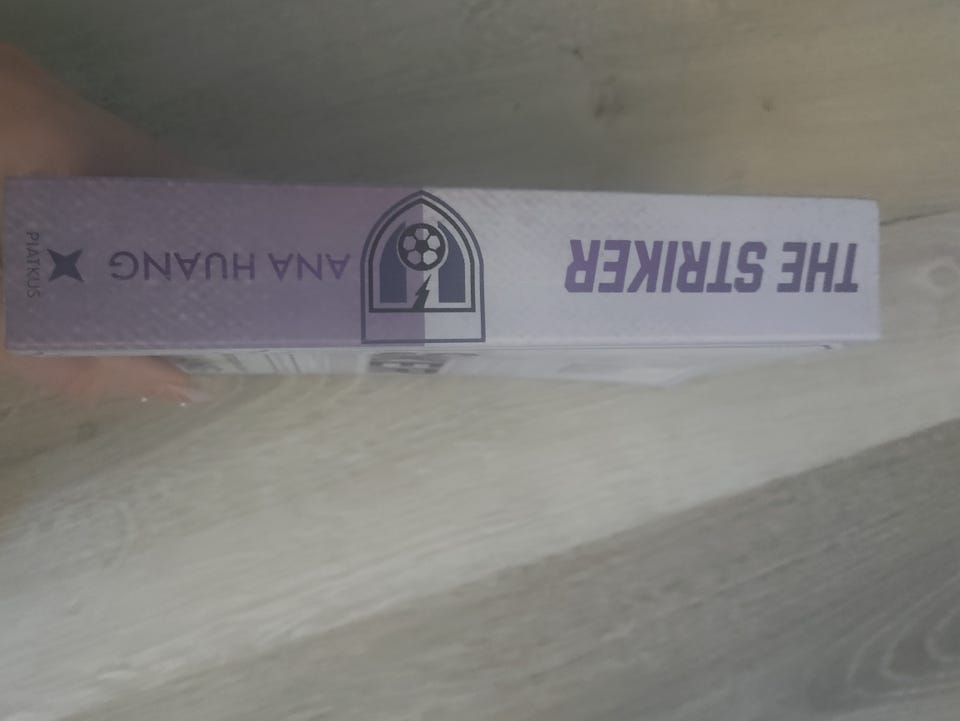 THE STRIKER
ANA HUANG
PIATKUS